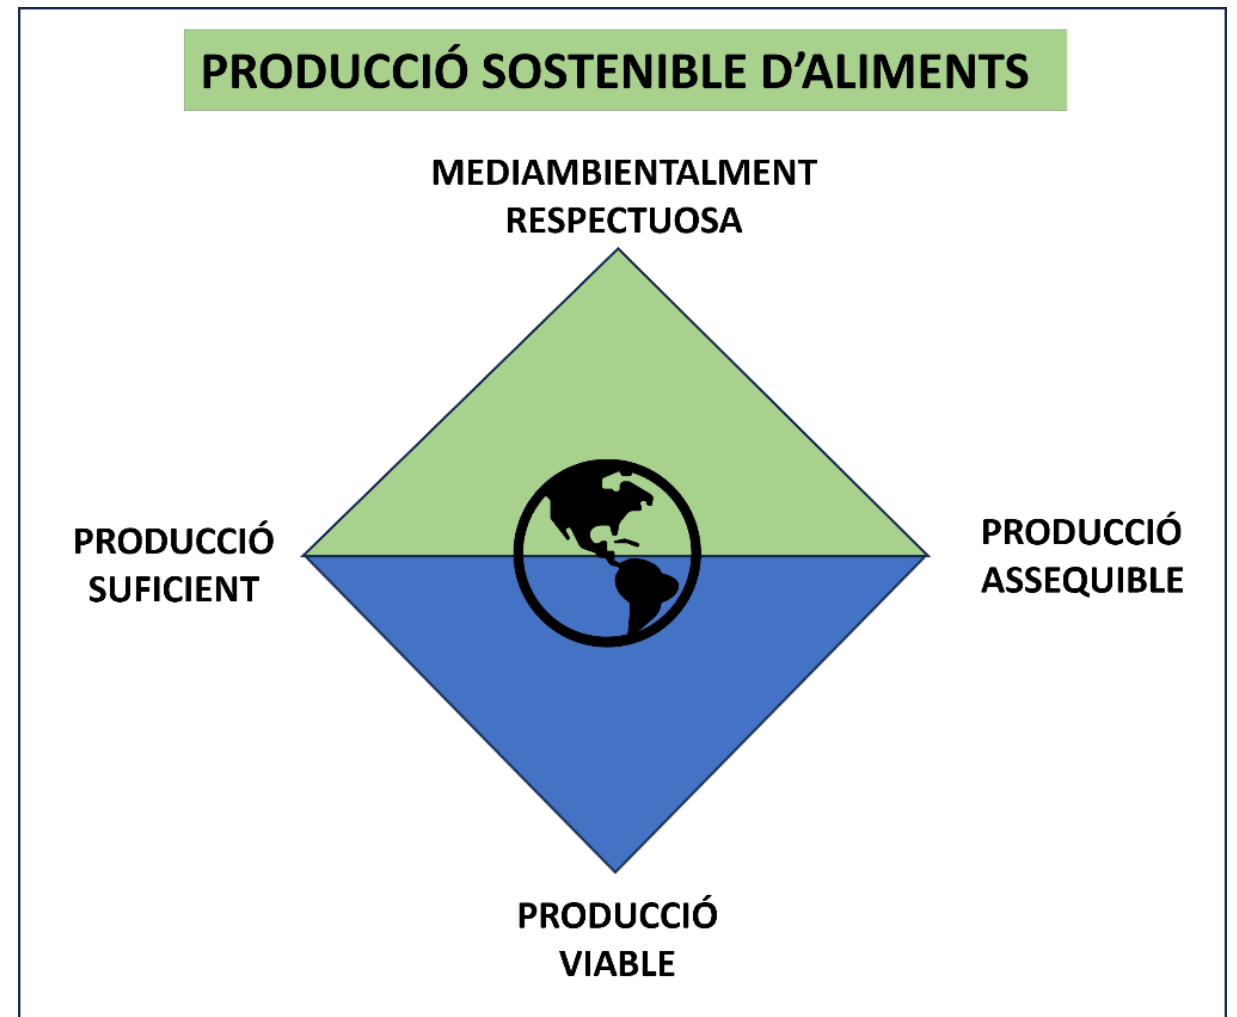 PRODUCCIÓ SOSTENIBLE D’ALIMENTS
MEDIAMBIENTALMENT
RESPECTUOSA
PRODUCCIÓ
SUFICIENT
PRODUCCIÓ
ASSEQUIBLE
PRODUCCIÓ
VIABLE